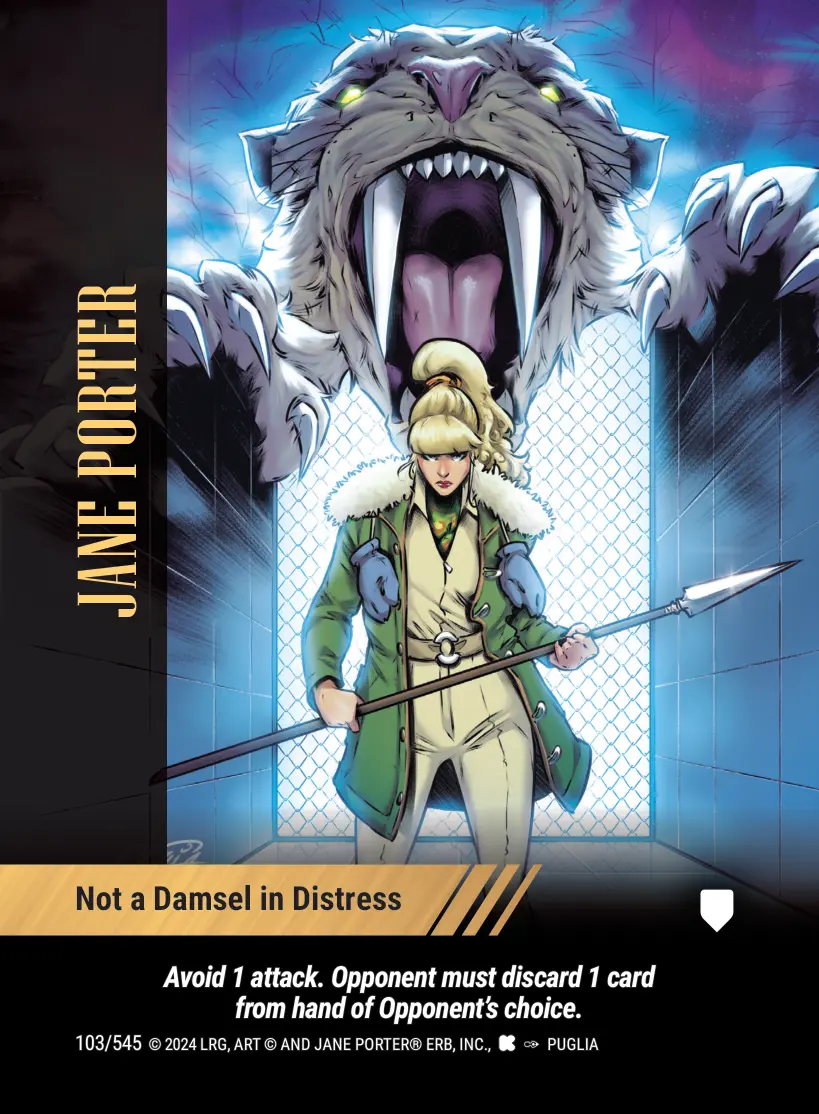 JANE PORTER
Not a Damsel in Distress
Avoid 1 attack. Opponent must discard 1 card
from hand of Opponent's choice.
103/545 © 2024 LRG, ART © AND JANE PORTER® ERB, INC., PUGLIA